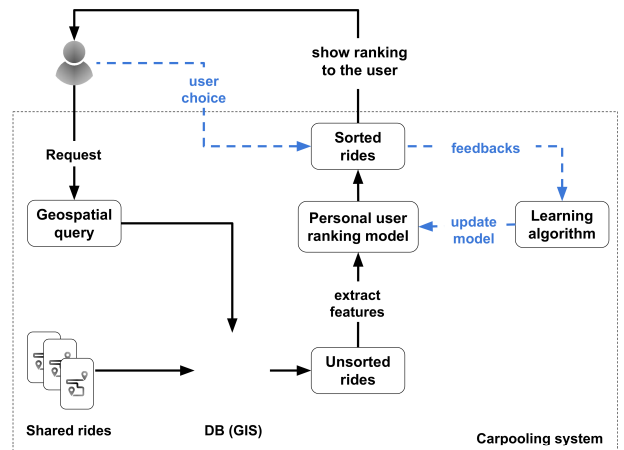 show ranking
to the user
user
choice
Request
Sorted
rides
feedbacks
Geospatial
query
Personal user
ranking model
update
model
Learning
algorithm
extract
features
Unsorted
rides
Shared rides
DB (GIS)
Carpooling system